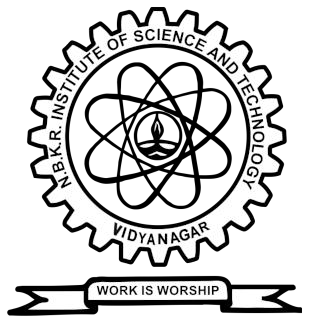 N.B.K.R. INSTITUTE OF SCIENCE AND TECHNOLOGY
VIDYANAGAR
WORK IS WORSHIP